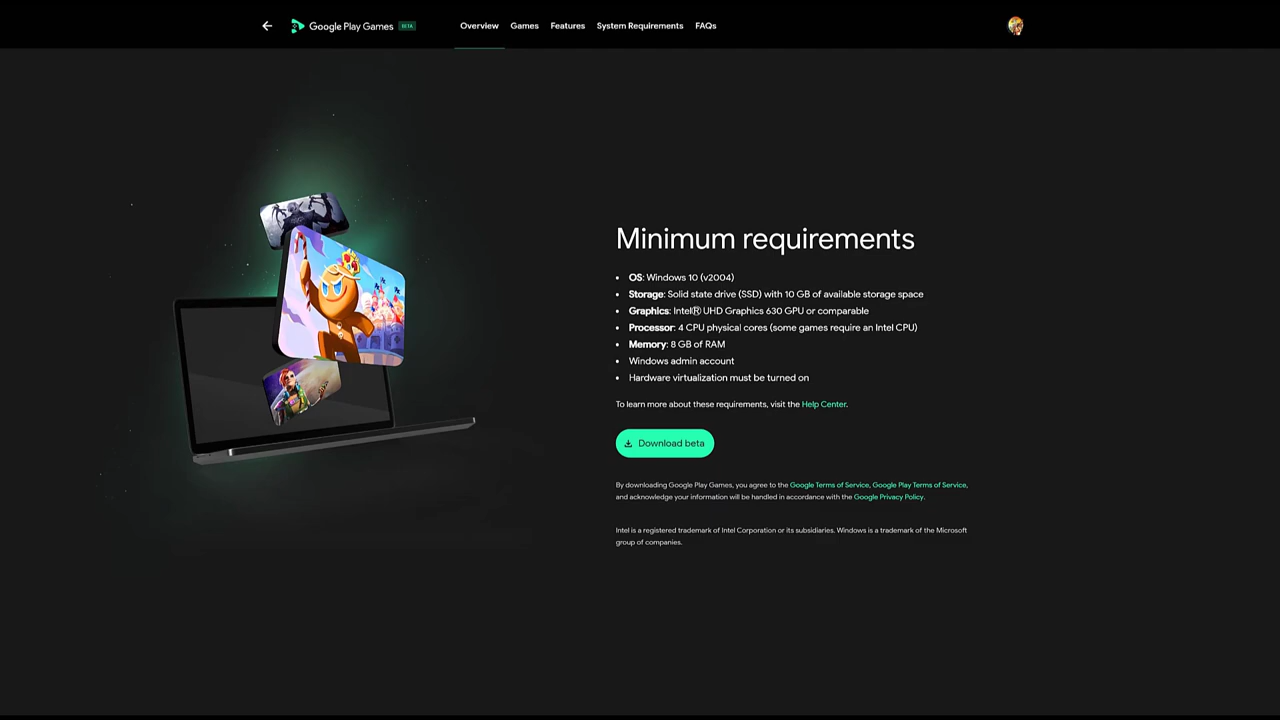 Google Play Games BETA
Overview Games Features System Requirements FAQs
Minimum requirements
• OS: Windows 10 (v2004)
• Storage: Solid state drive (SSD) with 10 GB of available storage space
• Graphics: Intel® UHD Graphics 630 GPU or comparable
• Processor: 4 CPU physical cores (some games require an Intel CPU)
• Memory: 8 GB of RAM
• Windows admin account
• Hardware virtualization must be turned on
To learn more about these requirements, visit the Help Center.
Download beta
By downloading Google Play Games, you agree to the Google Terms of Service, Google Play Terms of Service,
and acknowledge your information will be handled in accordance with the Google Privacy Policy.
Intel is a registered trademark of Intel Corporation or its subsidiaries. Windows is a trademark of the Microsoft
group of companies.